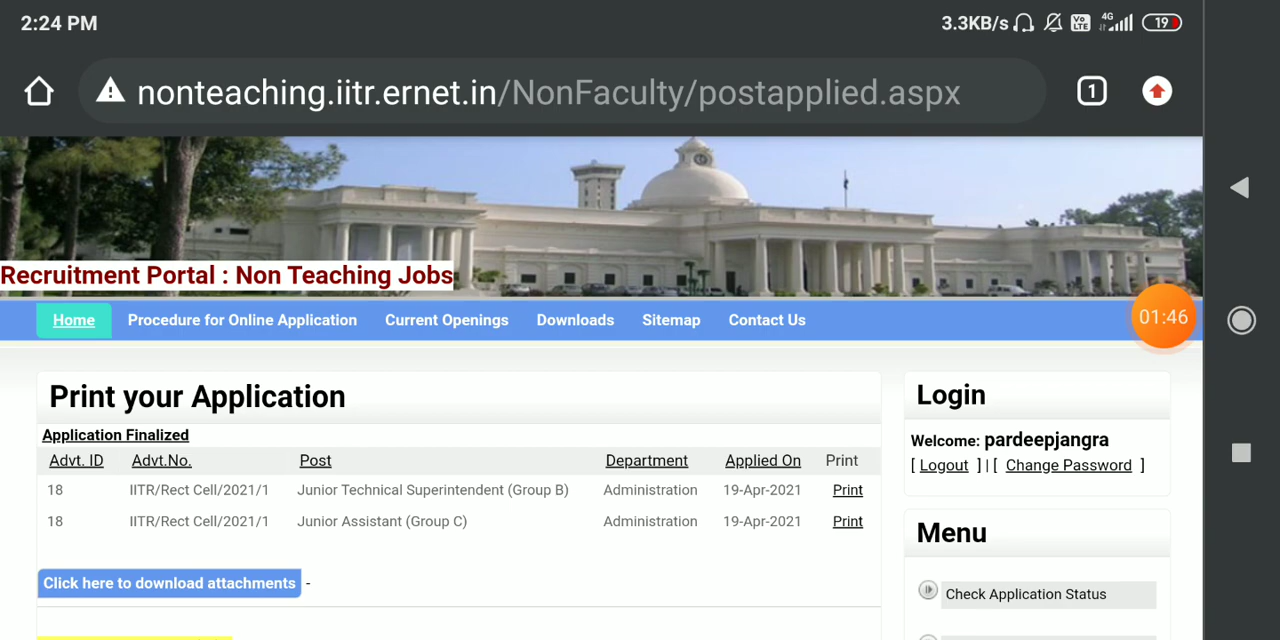 2:24 PM
3.3KB/s Vo LTE 4G 19
nonteaching.iitr.ernet.in/NonFaculty/postapplied.aspx
1
Recruitment Portal : Non Teaching Jobs
Home Procedure for Online Application Current Openings Downloads Sitemap Contact Us
01:46
Print your Application
Application Finalized
Advt. ID Advt.No. Post Department Applied On Print
18 IITR/Rect Cell/2021/1 Junior Technical Superintendent (Group B) Administration 19-Apr-2021 Print
18 IITR/Rect Cell/2021/1 Junior Assistant (Group C) Administration 19-Apr-2021 Print
Click here to download attachments -
Login
Welcome: pardeepjangra
[ Logout ] | [ Change Password ]
Menu
Check Application Status